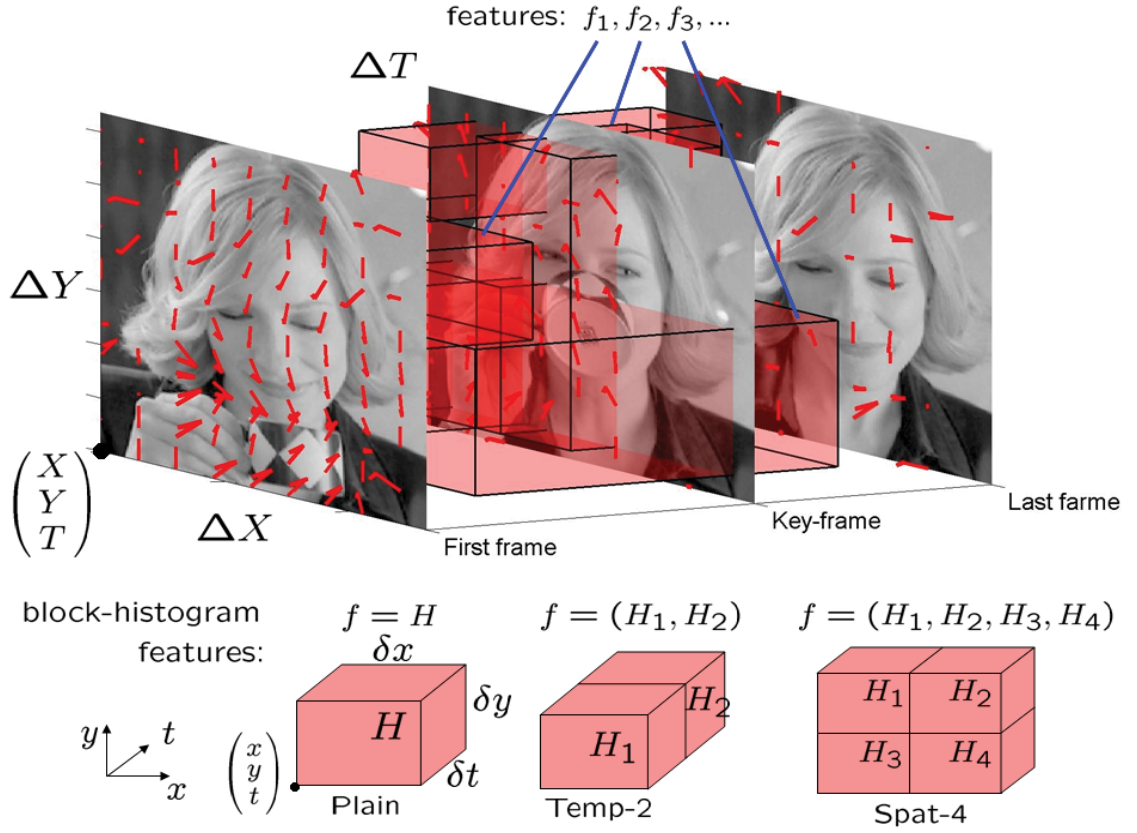 features: f₁, f₂, f₃, ...
ΔT
ΔY
(X Y T)
ΔX
First frame
Key-frame
Last farme
block-histogram
features:
f = H
f = (H₁, H₂)
f = (H₁, H₂, H₃, H₄)
δx
δy
δt
H
H₁
H₂
H₁
H₂
H₃
H₄
y
t
x
(x y t)
Plain
Temp-2
Spat-4